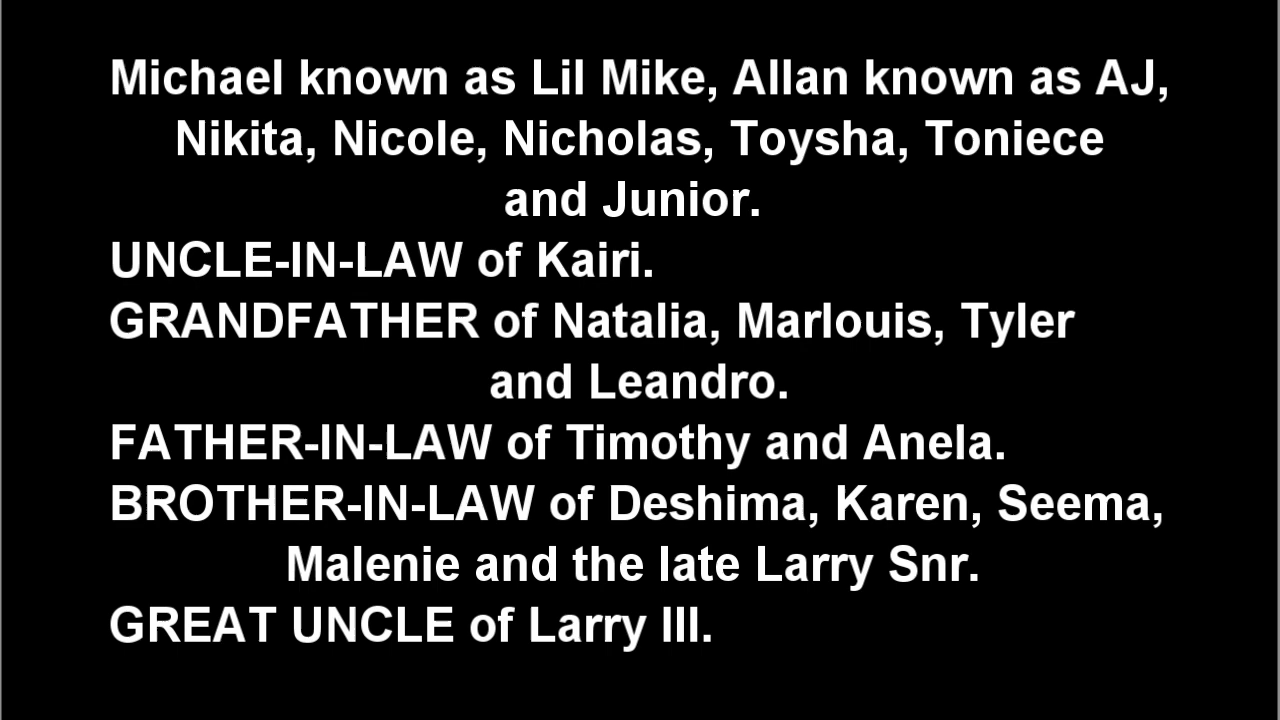 Michael known as Lil Mike, Allan known as AJ,
Nikita, Nicole, Nicholas, Toysha, Toniece
and Junior.
UNCLE-IN-LAW of Kairi.
GRANDFATHER of Natalia, Marlouis, Tyler
and Leandro.
FATHER-IN-LAW of Timothy and Anela.
BROTHER-IN-LAW of Deshima, Karen, Seema,
Malenie and the late Larry Snr.
GREAT UNCLE of Larry III.